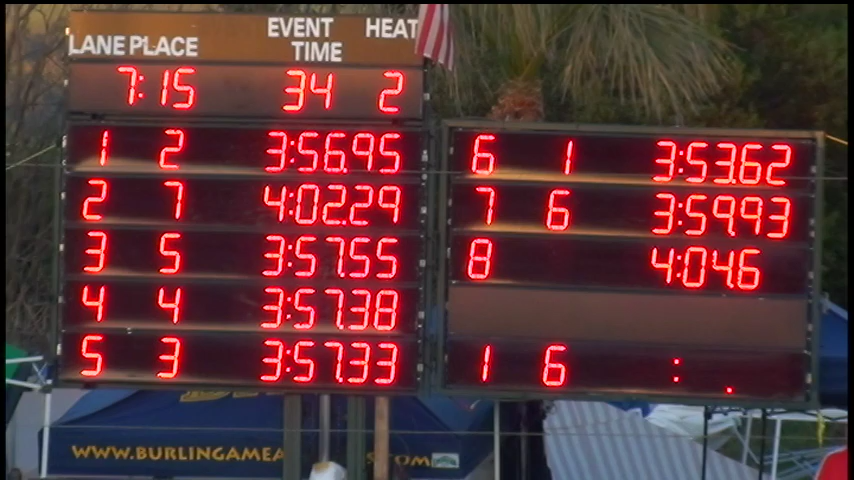 LANE PLACE EVENT TIME HEAT
7:15 34 2
1 2 3:56.95
2 7 4:02.29
3 5 3:57.55
4 4 3:57.38
5 3 3:57.33
6 1 3:53.62
7 6 3:59.93
8 4:04.6
1 6 : .
WWW.BURLINGAMEA